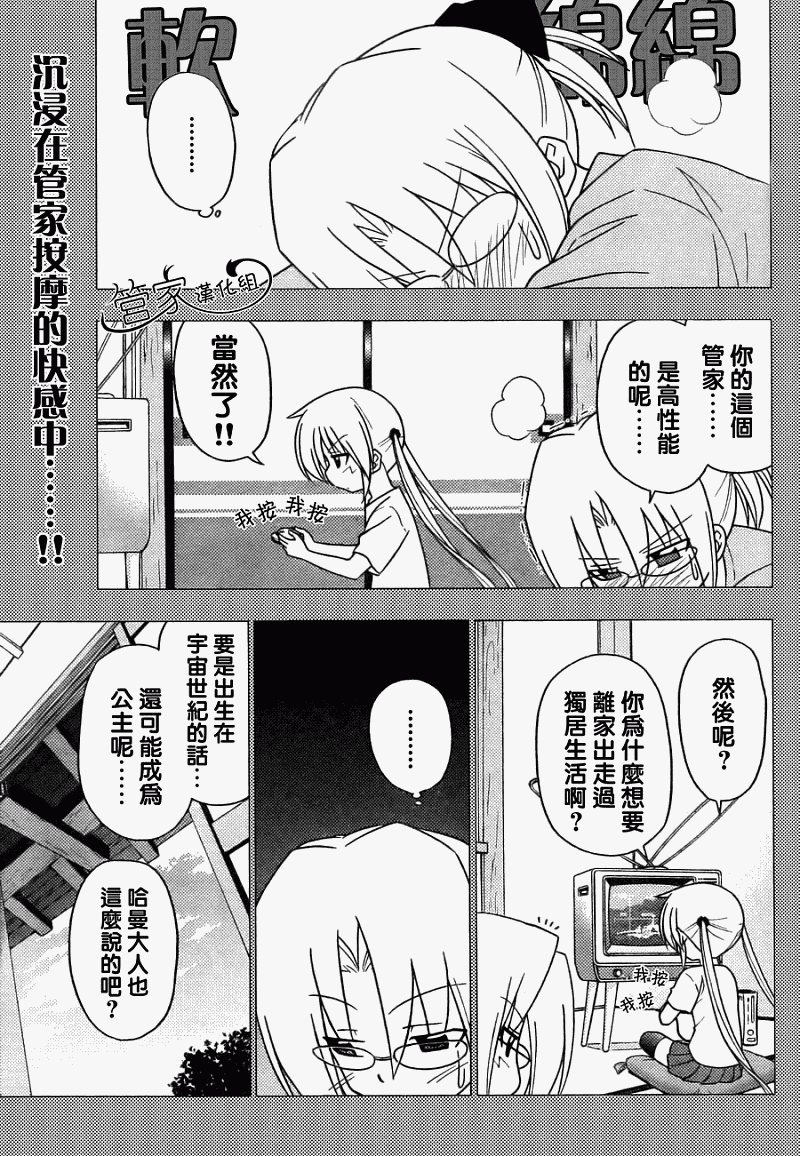 軟綿綿
………
沉浸在管家按摩的快感中………!!
管家
漢化組
你的這個
管家……
是高性能
的呢……
當然了!!
我按 我按
然後呢?
你為什麼想要
離家出走過
獨居生活啊?
我按
我按
………
要是出生在
宇宙世紀的話…
還可能成為
公主呢……
哈曼大人也
這麼說的吧?